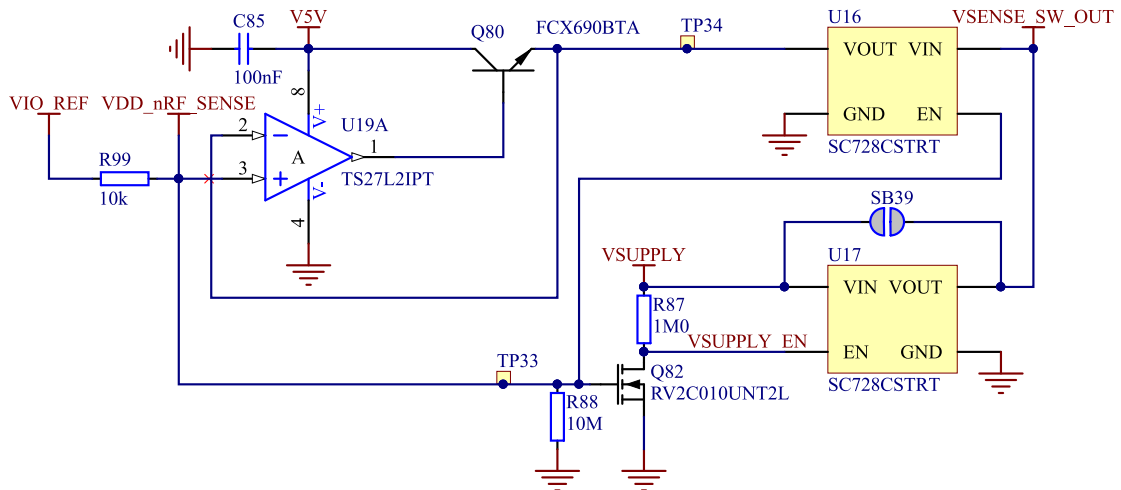 C85
V5V
100nF
Q80
FCX690BTA
TP34
U16
VSENSE_SW_OUT
VOUT VIN
GND EN
SC728CSTRT
VIO_REF
VDD_nRF_SENSE
R99
10k
8
V+
U19A
2
3
A
1
TS27L2IPT
V-
4
SB39
VSUPPLY
U17
VIN VOUT
EN GND
SC728CSTRT
R87
1M0
VSUPPLY_EN
TP33
Q82
RV2C010UNT2L
R88
10M